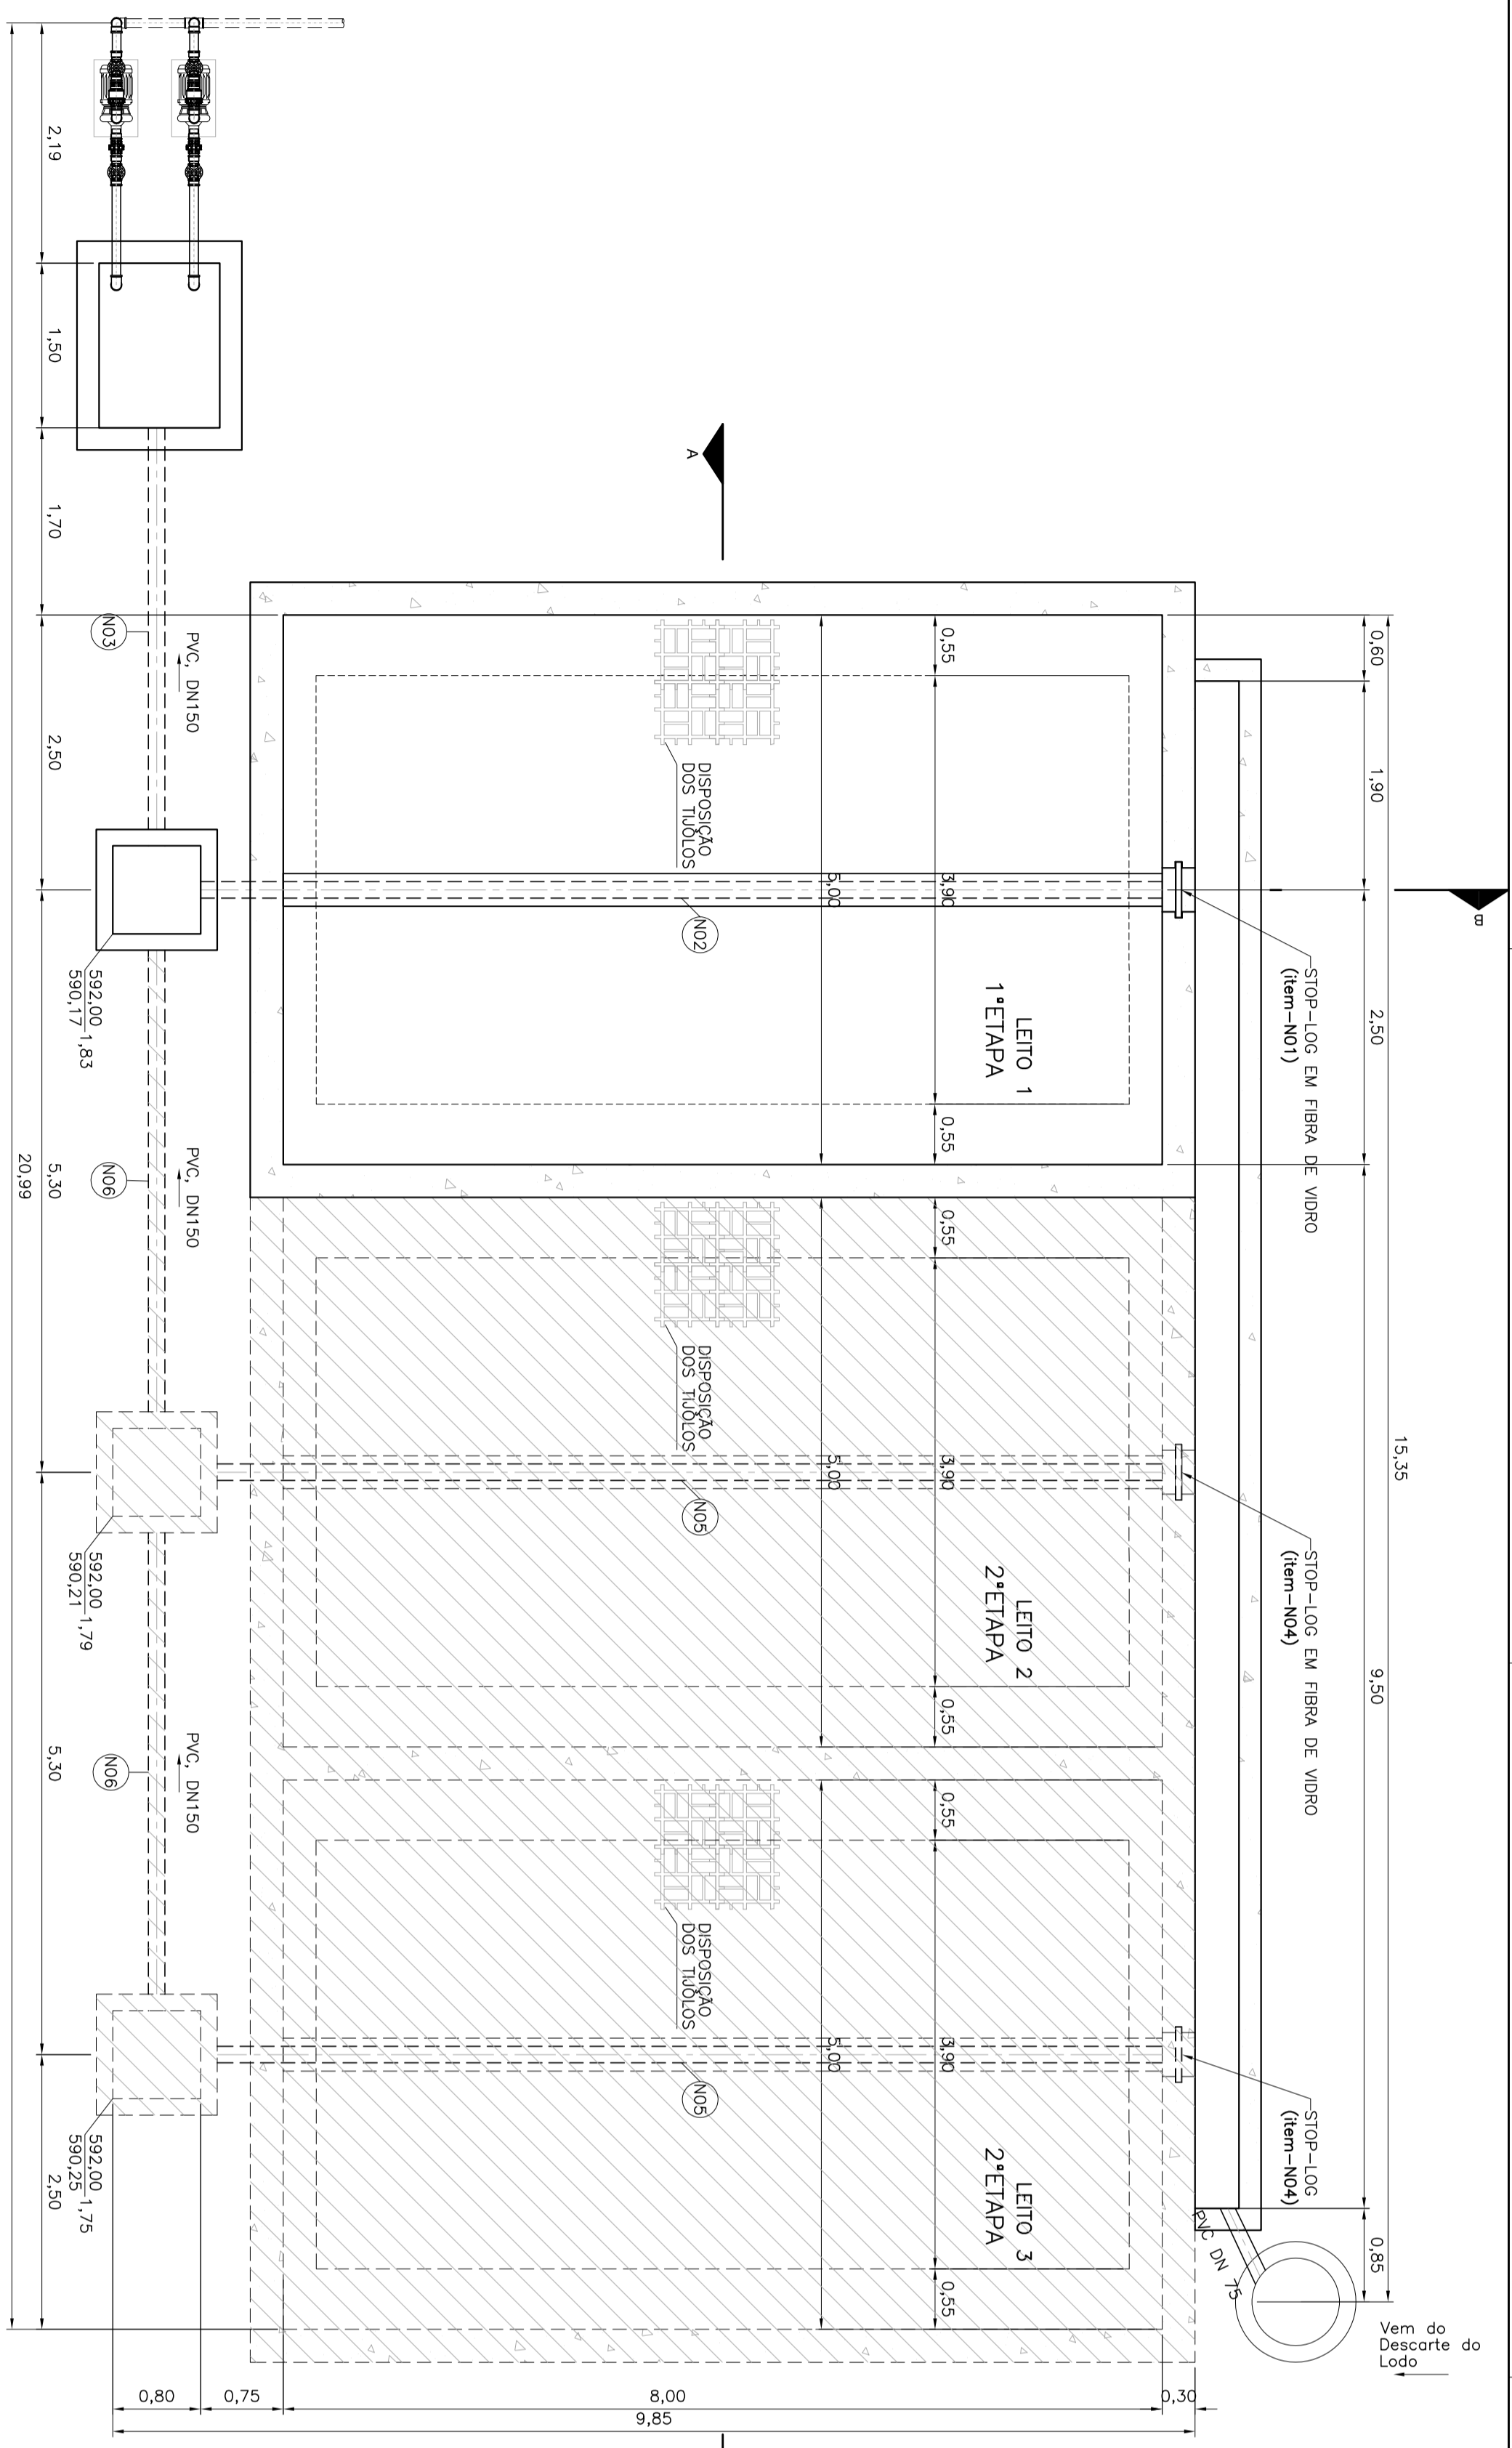 15,35
0,60
1,90
2,50
9,50
0,85
B
STOP-LOG EM FIBRA DE VIDRO
(item-N01)
STOP-LOG EM FIBRA DE VIDRO
(item-N04)
STOP-LOG
(item-N04)
PVC DN 75
Vem do
Descarte do
Lodo
LEITO 1
1ªETAPA
LEITO 2
2ªETAPA
LEITO 3
2ªETAPA
0,55
3,90
0,55
0,55
3,90
0,55
0,55
3,90
0,55
5,00
5,00
5,00
A
DISPOSIÇÃO
DOS TIJOLOS
DISPOSIÇÃO
DOS TIJOLOS
DISPOSIÇÃO
DOS TIJOLOS
N02
N05
N05
PVC, DN150
PVC, DN150
PVC, DN150
N03
N06
N06
592,00
590,17
1,83
592,00
590,21
1,79
592,00
590,25
1,75
2,19
1,50
1,70
2,50
5,30
5,30
2,50
20,99
0,80
0,75
8,00
0,30
9,85